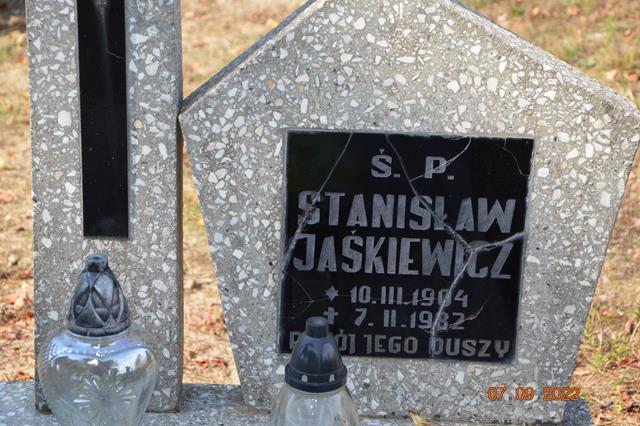 Ś. P.
STANISŁAW
JAŚKIEWICZ
★ 10.III.1904
✝ 7.II.1982
JEGO DUSZY
07 09 2022